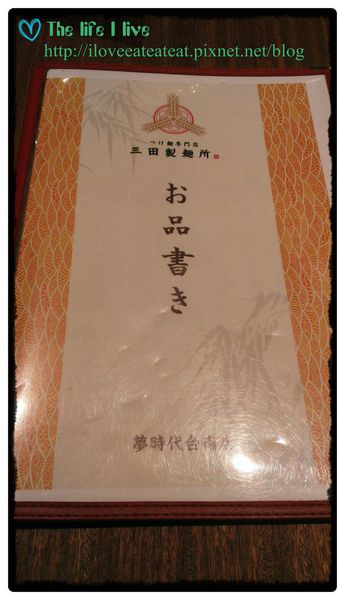 The life I live
http://iloveeateateat.pixnet.net/blog
つけ麺専門店
三田製麺所
お品書き
夢時代台南店